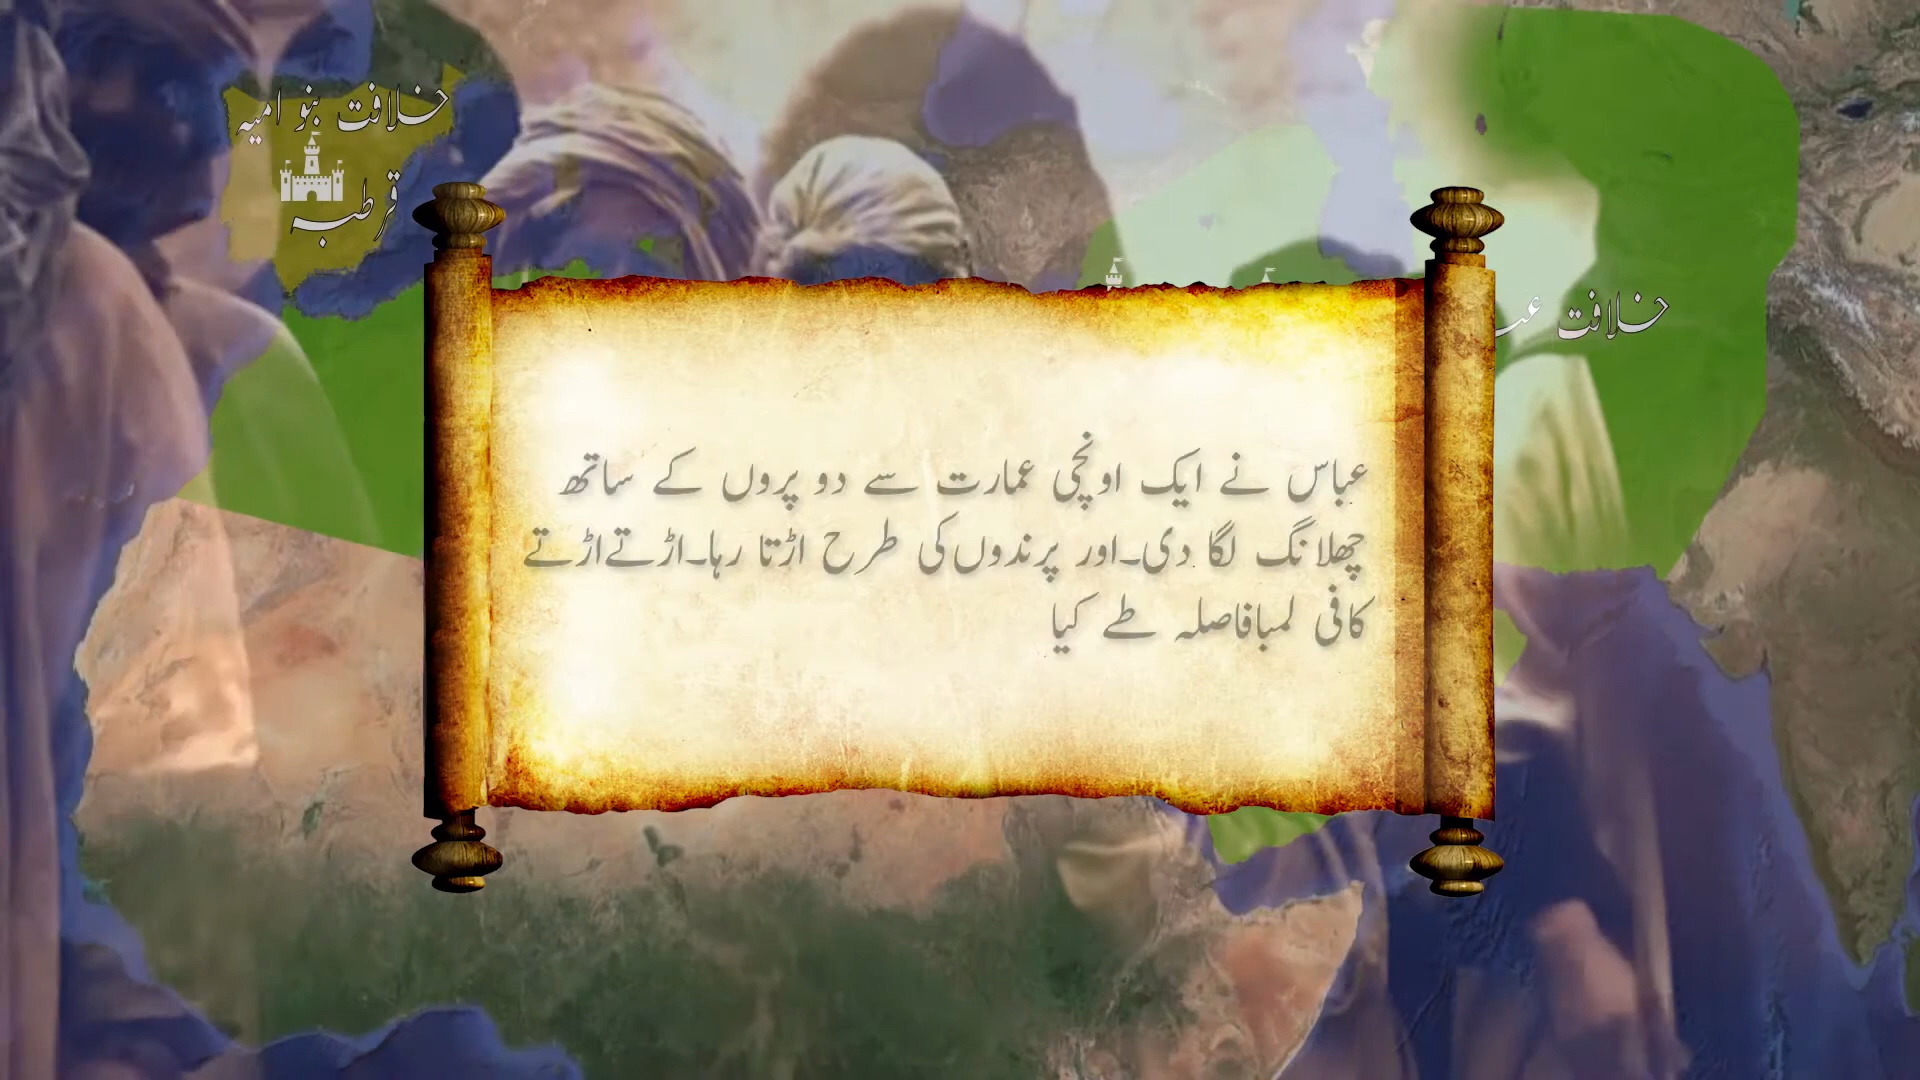 خلافت بنو امیہ
قرطبہ
خلافت
عباس نے ایک اونچی عمارت سے دو پروں کے ساتھ
چھلانگ لگا دی۔اور پرندوں کی طرح اڑتا رہا۔اڑتے اڑتے
کافی لمبا فاصلہ طے کیا